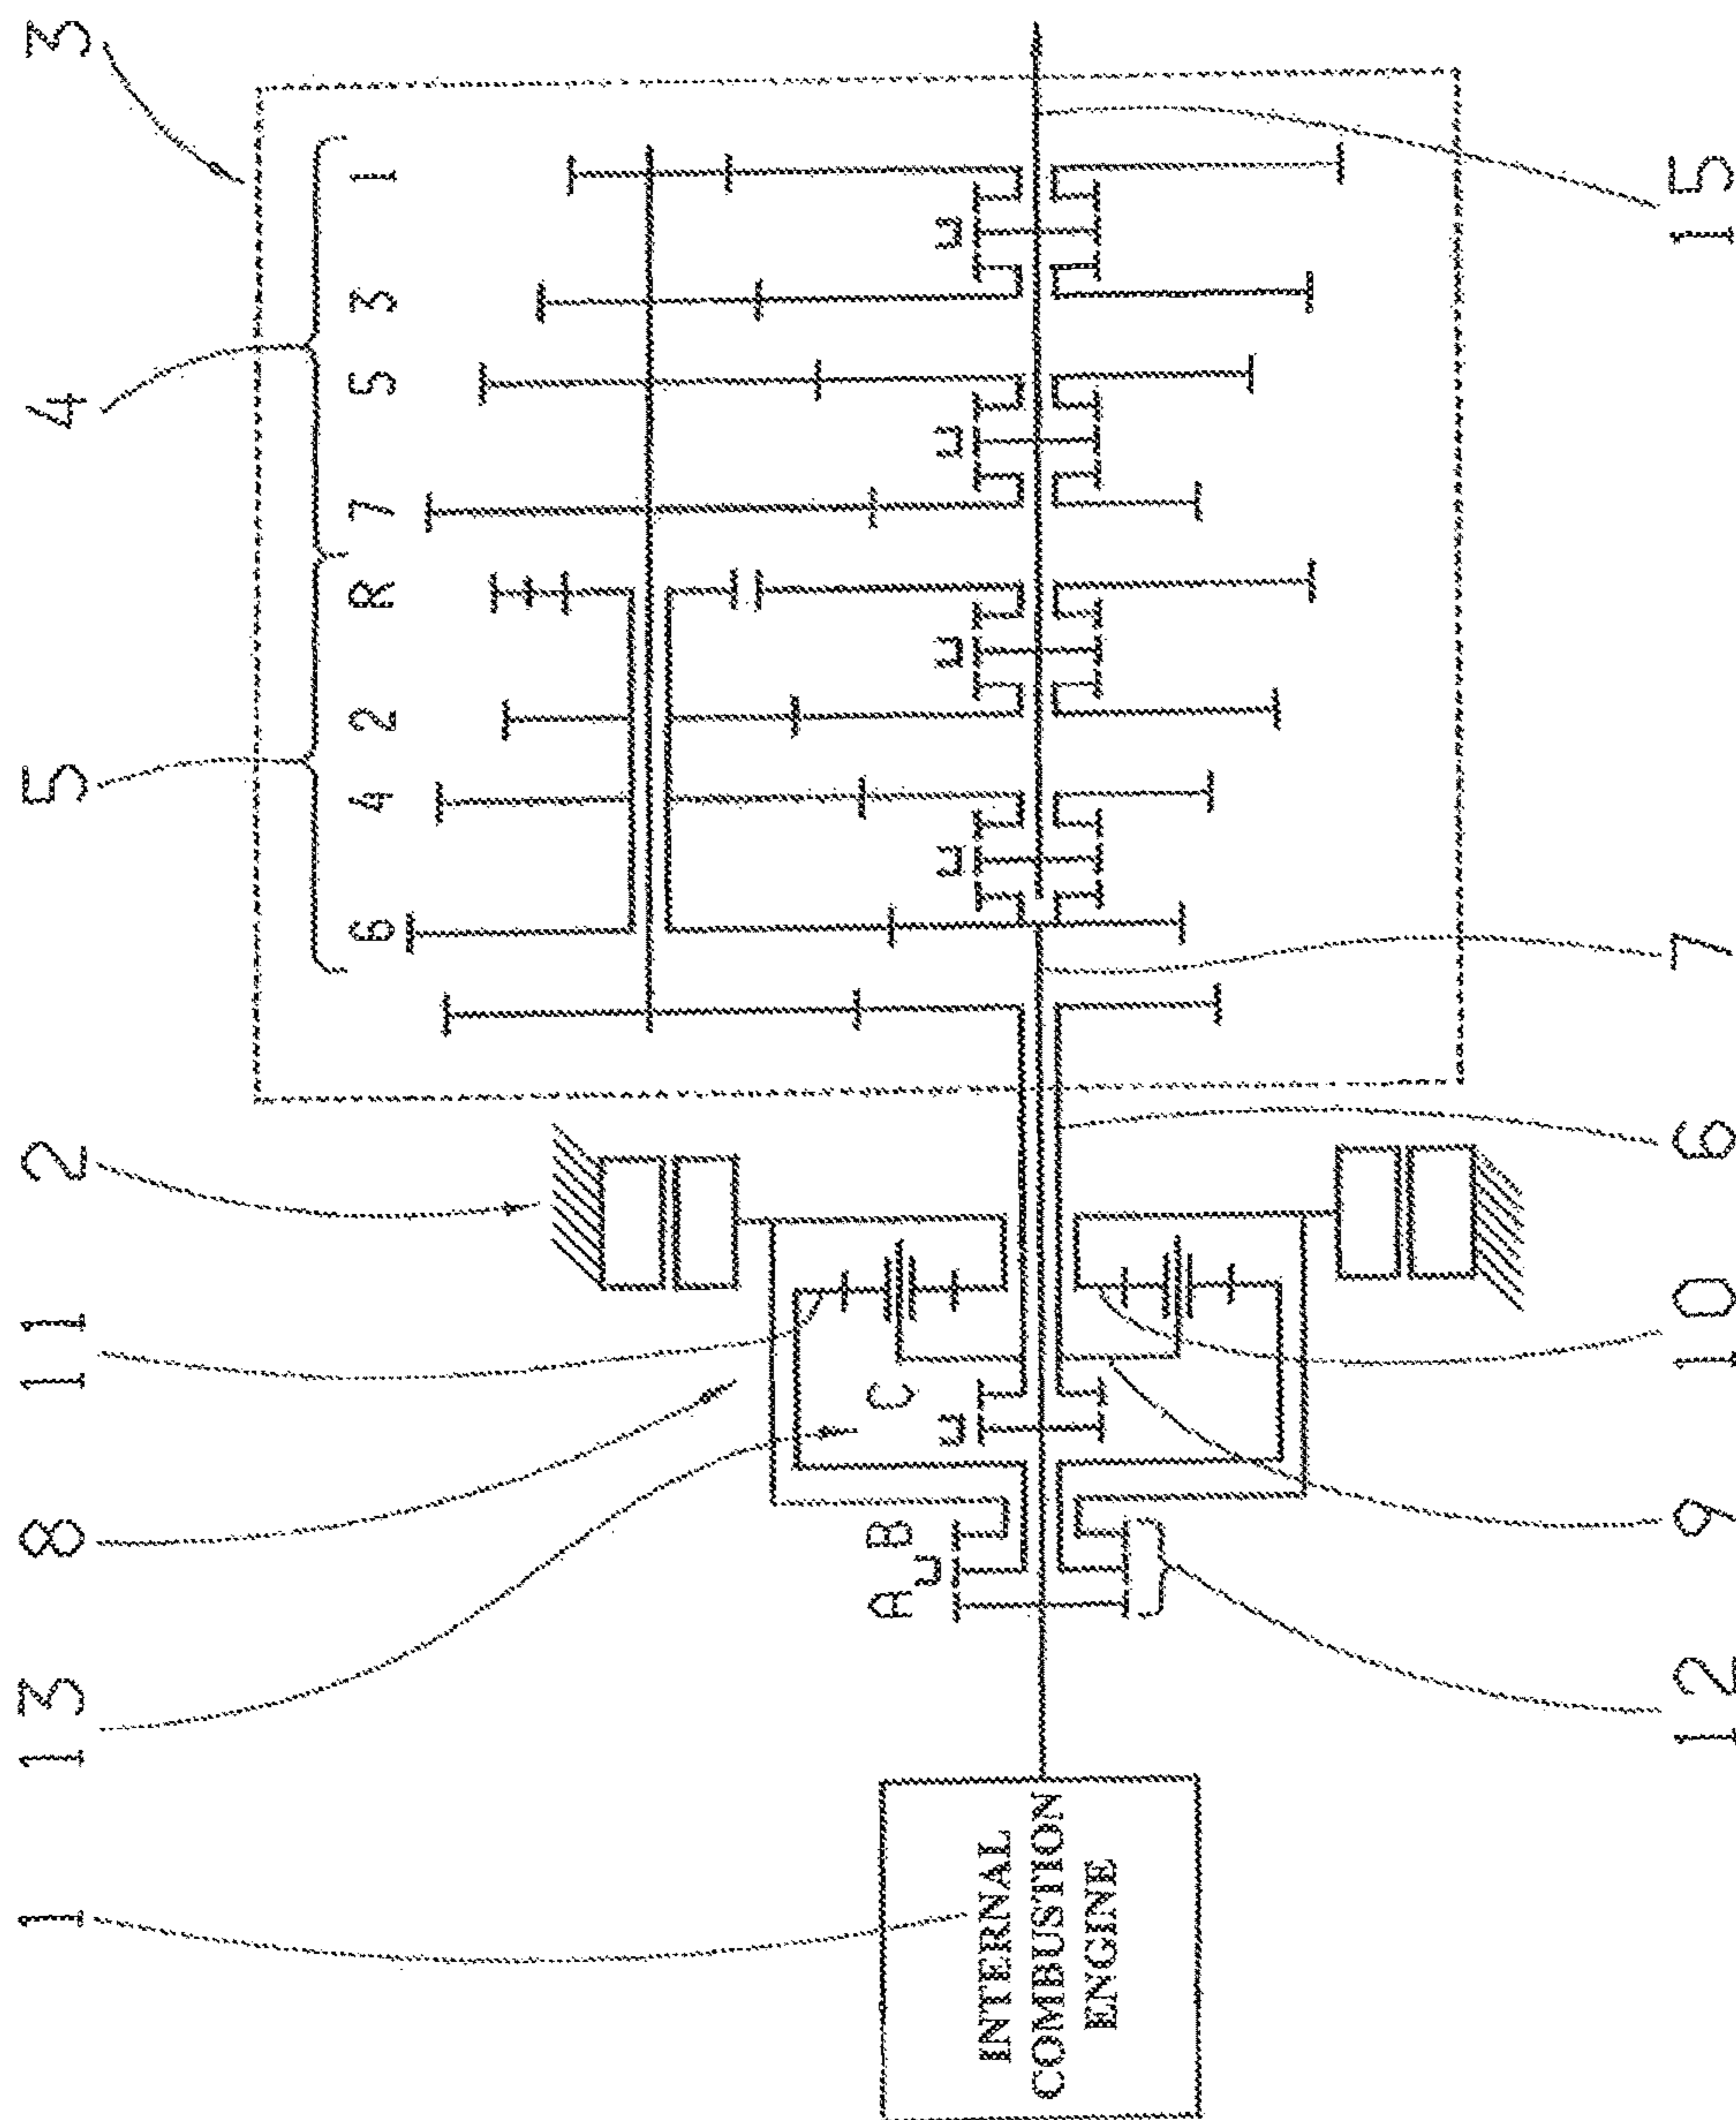 1 13 8 11 2 5 4 3
6 4 2 R 7 5 3 1
A B C
INTERNAL
COMBUSTION
ENGINE
12 9 10 6 7 15